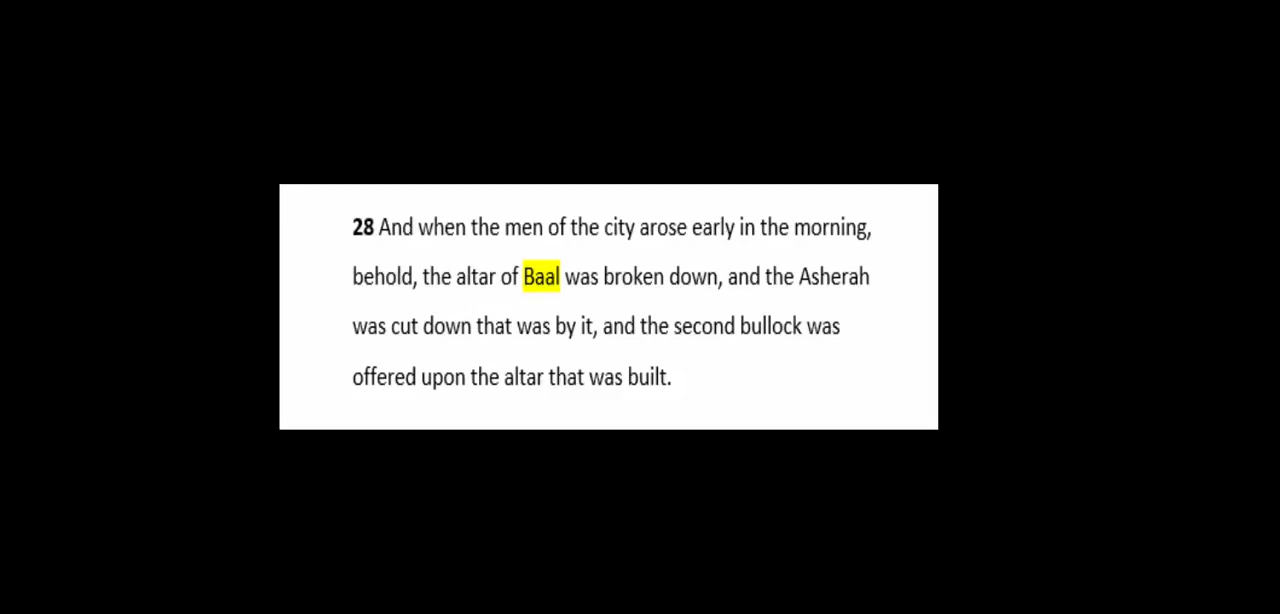 28 And when the men of the city arose early in the morning,
behold, the altar of Baal was broken down, and the Asherah
was cut down that was by it, and the second bullock was
offered upon the altar that was built.